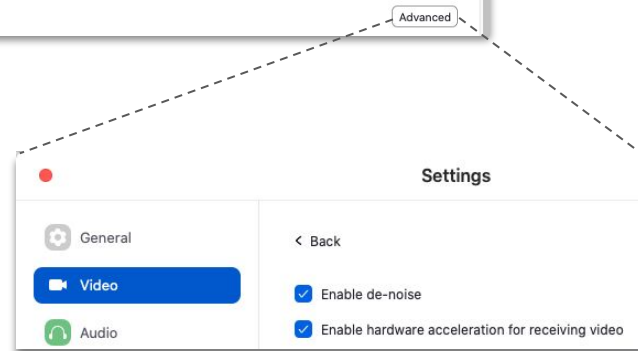 Advanced
Settings
General
Back
Video
Enable de-noise
Audio
Enable hardware acceleration for receiving video